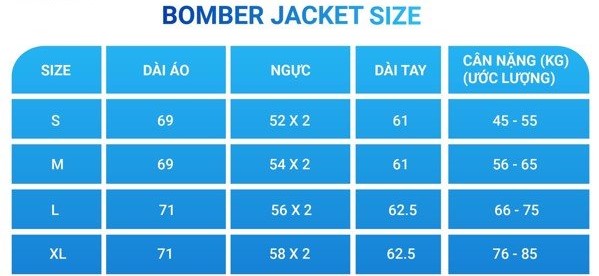 BOMBER JACKET SIZE
SIZE DÀI ÁO NGỰC DÀI TAY CÂN NẶNG (KG)
(ƯỚC LƯỢNG)
S 69 52 X 2 61 45 - 55
M 69 54 X 2 61 56 - 65
L 71 56 X 2 62.5 66 - 75
XL 71 58 X 2 62.5 76 - 85